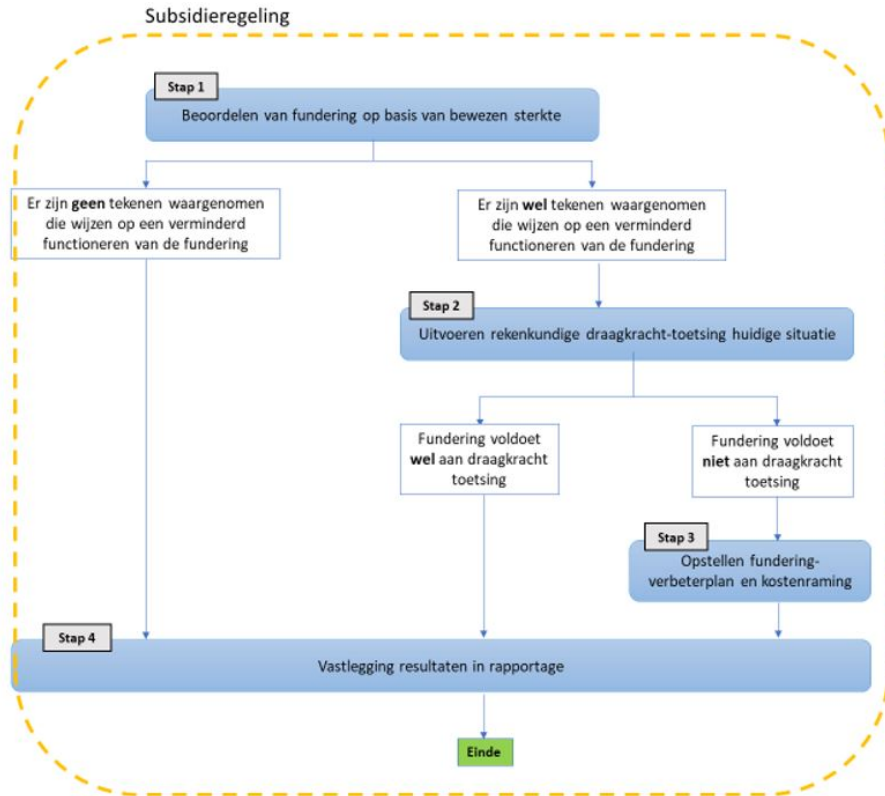 Subsidieregeling
Stap 1
Beoordelen van fundering op basis van bewezen sterkte
Er zijn geen tekenen waargenomen
die wijzen op een verminderd
functioneren van de fundering
Er zijn wel tekenen waargenomen
die wijzen op een verminderd
functioneren van de fundering
Stap 2
Uitvoeren rekenkundige draagkracht-toetsing huidige situatie
Fundering voldoet
wel aan draagkracht
toetsing
Fundering voldoet
niet aan draagkracht
toetsing
Stap 3
Opstellen fundering-
verbeterplan en kostenraming
Stap 4
Vastlegging resultaten in rapportage
Einde